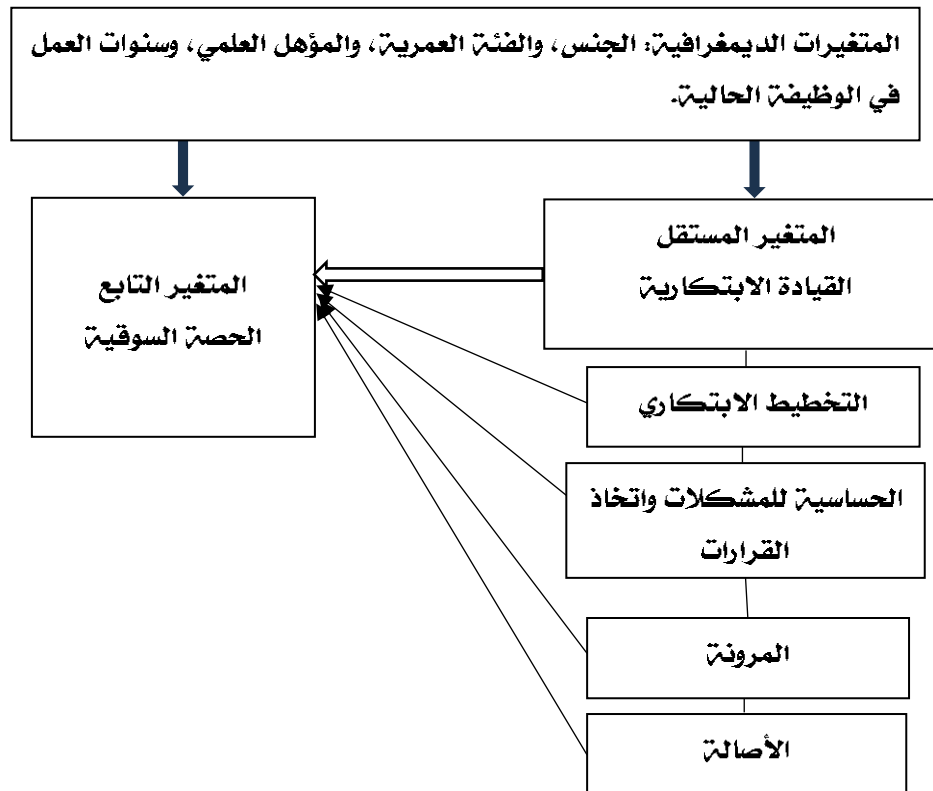 المتغيرات الديمغرافية: الجنس، والفئة العمرية، والمؤهل العلمي، وسنوات العمل
في الوظيفة الحالية.
المتغير المستقل
القيادة الابتكارية
المتغير التابع
الحصة السوقية
التخطيط الابتكاري
الحساسية للمشكلات واتخاذ
القرارات
المرونة
الأصالة